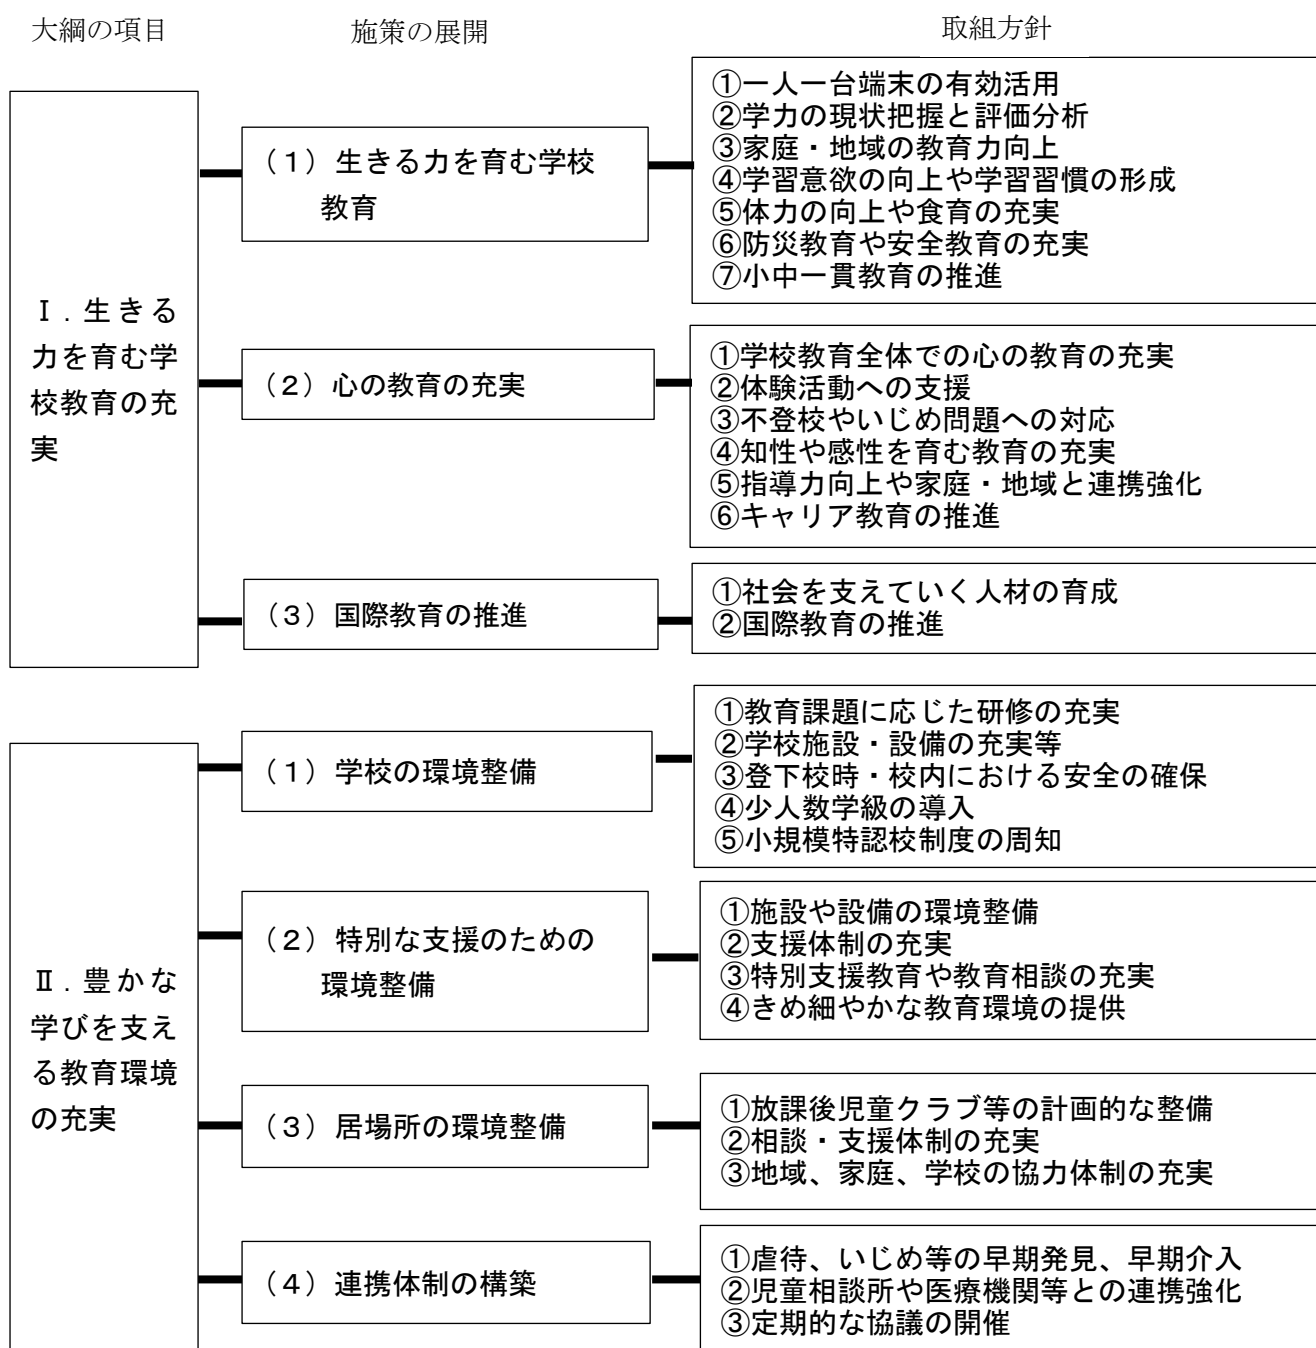 大綱の項目
施策の展開
取組方針
Ⅰ．生きる
力を育む学
校教育の充
実
（１）生きる力を育む学校
教育
①一人一台端末の有効活用
②学力の現状把握と評価分析
③家庭・地域の教育力向上
④学習意欲の向上や学習習慣の形成
⑤体力の向上や食育の充実
⑥防災教育や安全教育の充実
⑦小中一貫教育の推進
（２）心の教育の充実
①学校教育全体での心の教育の充実
②体験活動への支援
③不登校やいじめ問題への対応
④知性や感性を育む教育の充実
⑤指導力向上や家庭・地域と連携強化
⑥キャリア教育の推進
（３）国際教育の推進
①社会を支えていく人材の育成
②国際教育の推進
Ⅱ．豊かな
学びを支え
る教育環境
の充実
（１）学校の環境整備
①教育課題に応じた研修の充実
②学校施設・設備の充実等
③登下校時・校内における安全の確保
④少人数学級の導入
⑤小規模特認校制度の周知
（２）特別な支援のための
環境整備
①施設や設備の環境整備
②支援体制の充実
③特別支援教育や教育相談の充実
④きめ細やかな教育環境の提供
（３）居場所の環境整備
①放課後児童クラブ等の計画的な整備
②相談・支援体制の充実
③地域、家庭、学校の協力体制の充実
（４）連携体制の構築
①虐待、いじめ等の早期発見、早期介入
②児童相談所や医療機関等との連携強化
③定期的な協議の開催